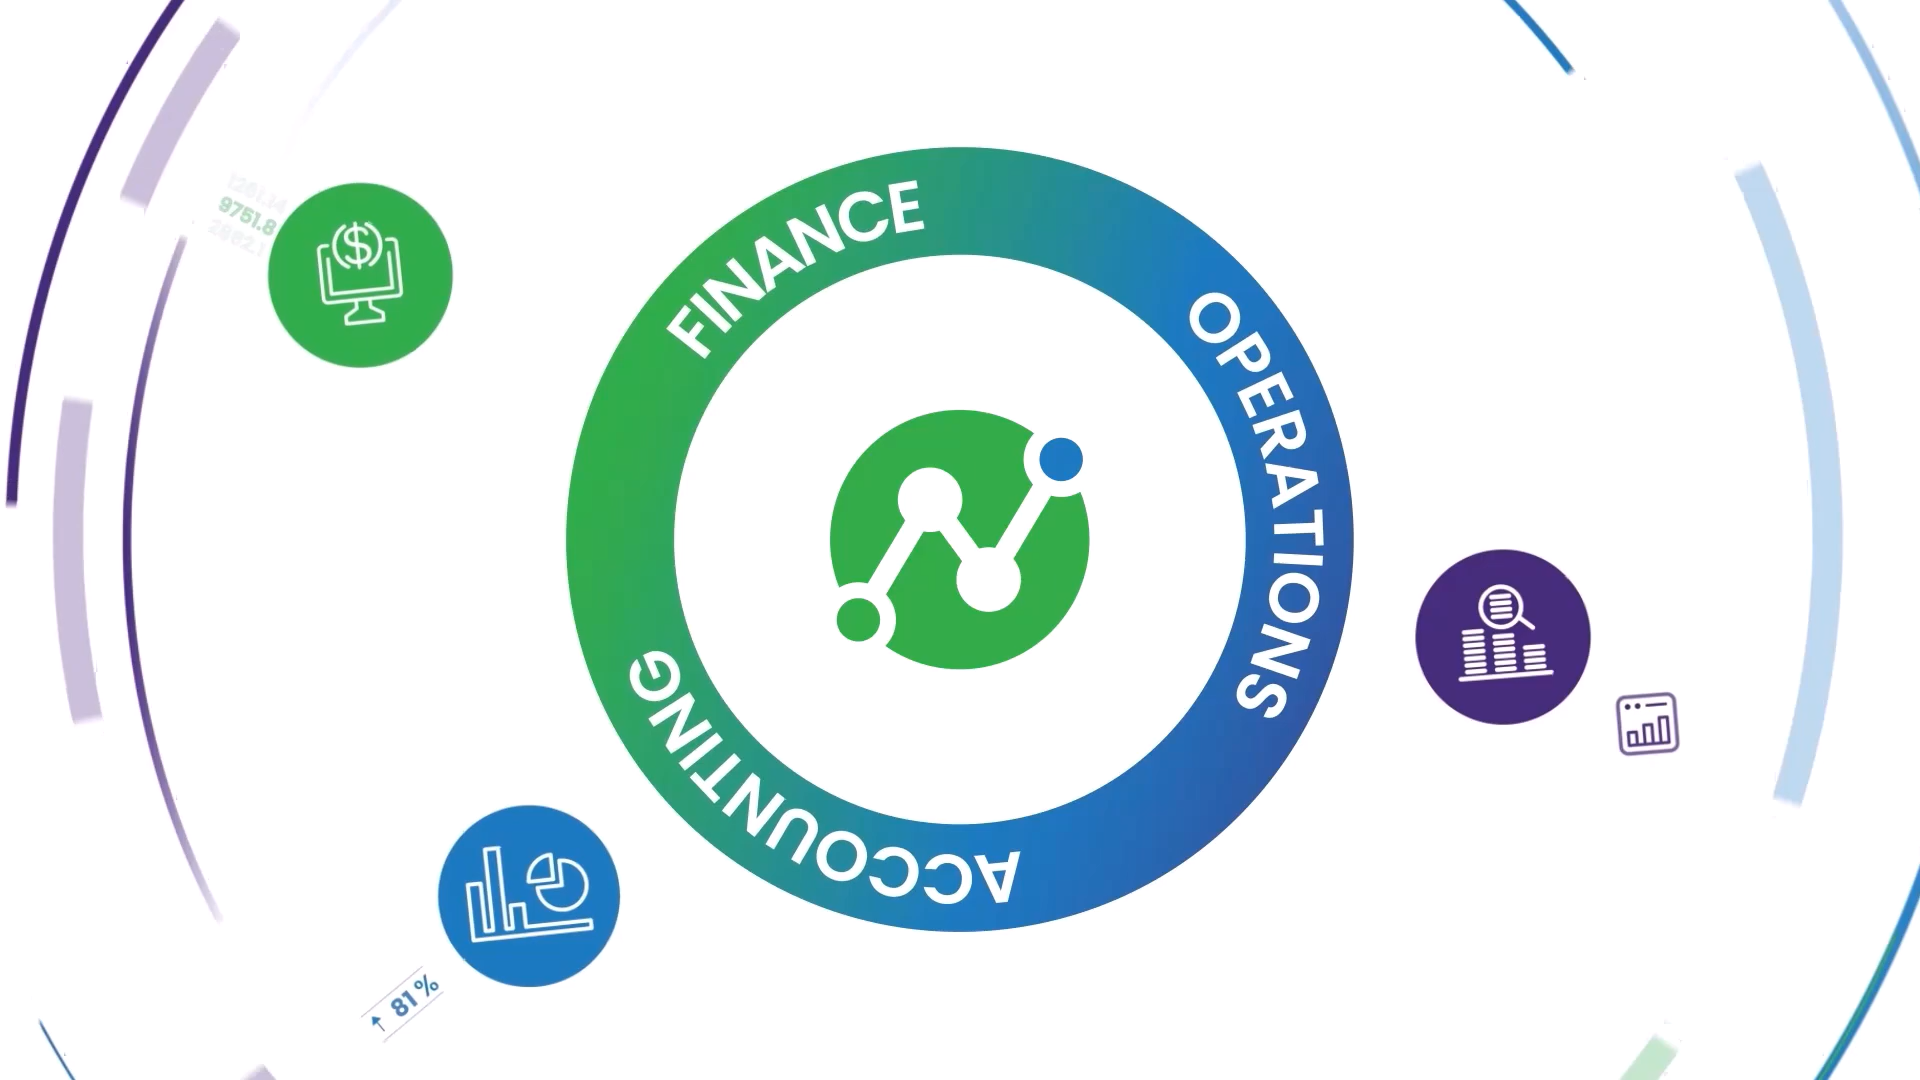 FINANCE
OPERATIONS
ACCOUNTING
9751.8
↑ 81%